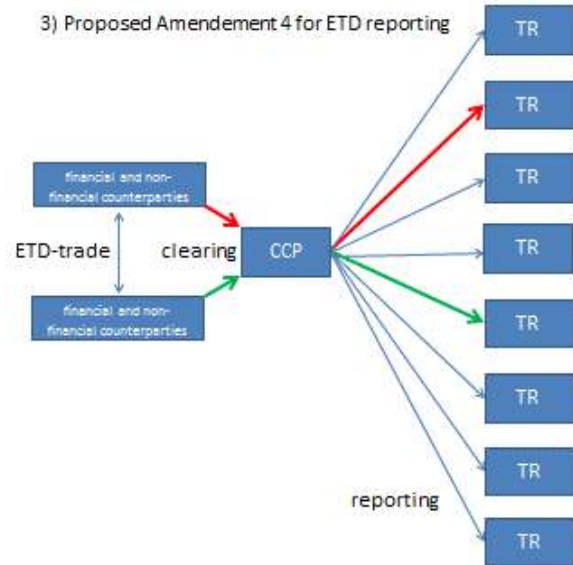 3) Proposed Amendement 4 for ETD reporting
TR
TR
financial and non-
financial counterparties
TR
ETD-trade
clearing
CCP
TR
financial and non-
financial counterparties
TR
TR
TR
reporting
TR